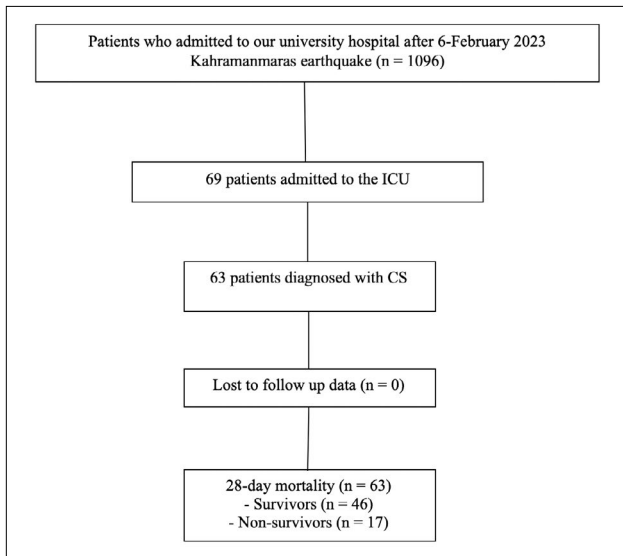 Patients who admitted to our university hospital after 6-February 2023
Kahramanmaras earthquake (n = 1096)
69 patients admitted to the ICU
63 patients diagnosed with CS
Lost to follow up data (n = 0)
28-day mortality (n = 63)
- Survivors (n = 46)
- Non-survivors (n = 17)